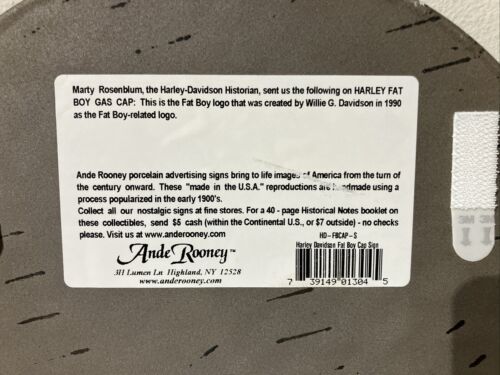 Marty Rosenblum, the Harley-Davidson Historian, sent us the following on HARLEY FAT
BOY GAS CAP: This is the Fat Boy logo that was created by Willie G. Davidson in 1990
as the Fat Boy-related logo.
Ande Rooney porcelain advertising signs bring to life images of America from the turn of
the century onward. These "made in the U.S.A." reproductions are handmade using a
process popularized in the early 1900's.
Collect all our nostalgic signs at fine stores. For a 40 - page Historical Notes booklet on
these collectibles, send $5 cash (within the Continental U.S., or $7 outside) - no checks
please. Visit us at www.anderooney.com
HD-FBCAP-S
Harley Davidson Fat Boy Cap Sign
Ande Rooney™
311 Lumen Ln Highland, NY 12528
www.anderooney.com
7 39149 01304 5
3M 3M